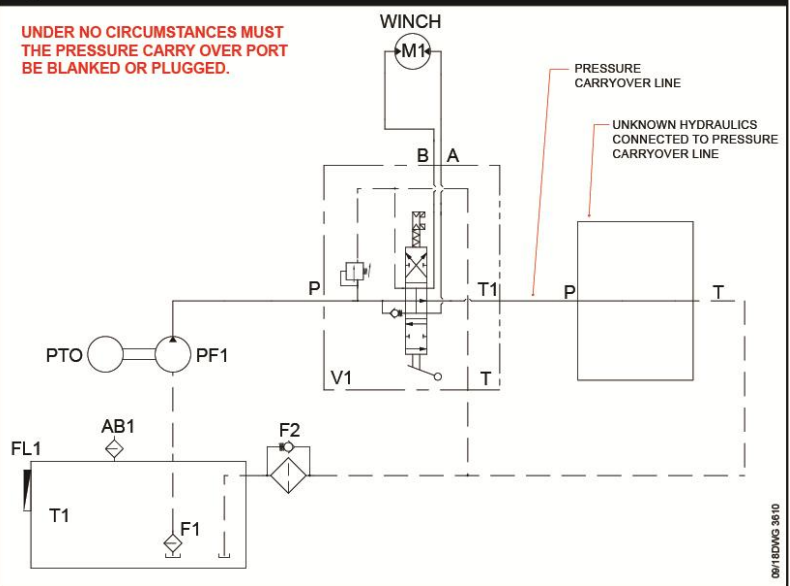 UNDER NO CIRCUMSTANCES MUST
THE PRESSURE CARRY OVER PORT
BE BLANKED OR PLUGGED.
WINCH
M1
PRESSURE
CARRYOVER LINE
UNKNOWN HYDRAULICS
CONNECTED TO PRESSURE
CARRYOVER LINE
B A
P
T1
P
T
PTO
PF1
V1
T
AB1
F2
FL1
T1
F1
09/18DWG 3610